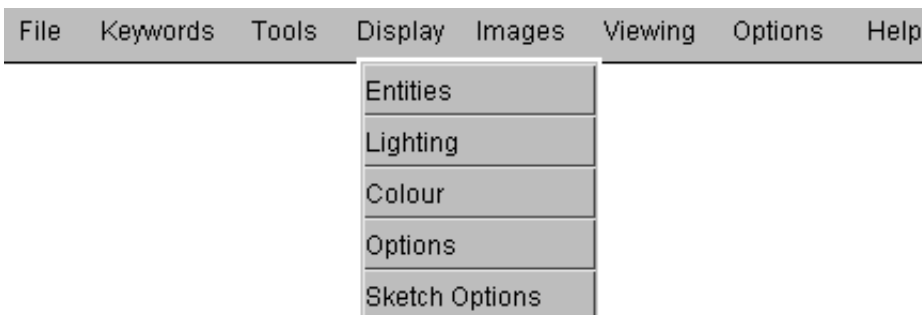 File Keywords Tools Display Images Viewing Options Help
Entities
Lighting
Colour
Options
Sketch Options